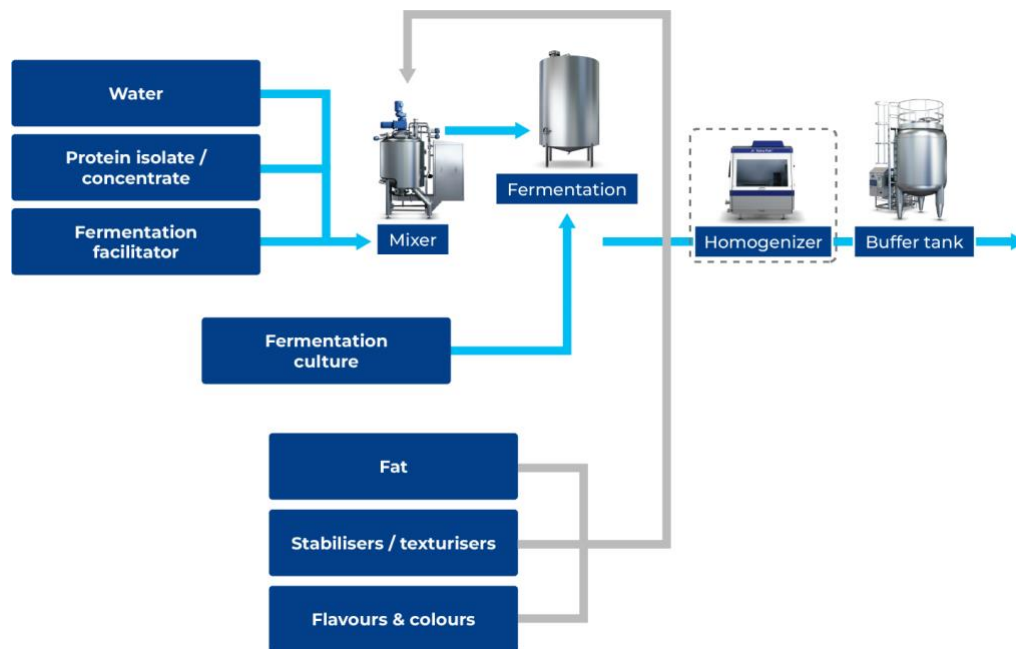 Water
Protein isolate /
concentrate
Fermentation
facilitator
Mixer
Fermentation
Homogenizer
Buffer tank
Fermentation
culture
Fat
Stabilisers / texturisers
Flavours & colours